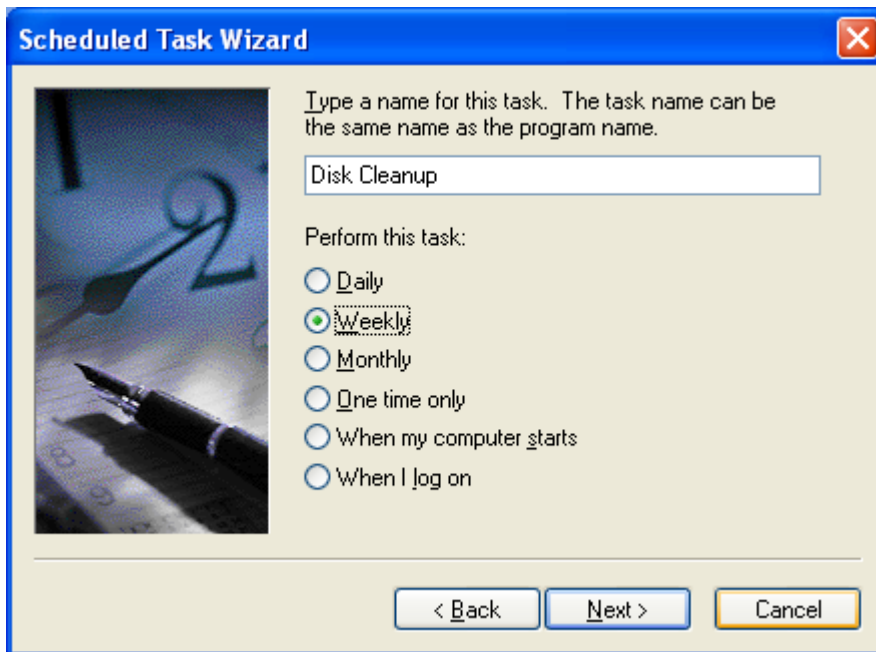 Scheduled Task Wizard
Type a name for this task. The task name can be
the same name as the program name.
Disk Cleanup
Perform this task:
Daily
Weekly
Monthly
One time only
When my computer starts
When I log on
< Back
Next >
Cancel